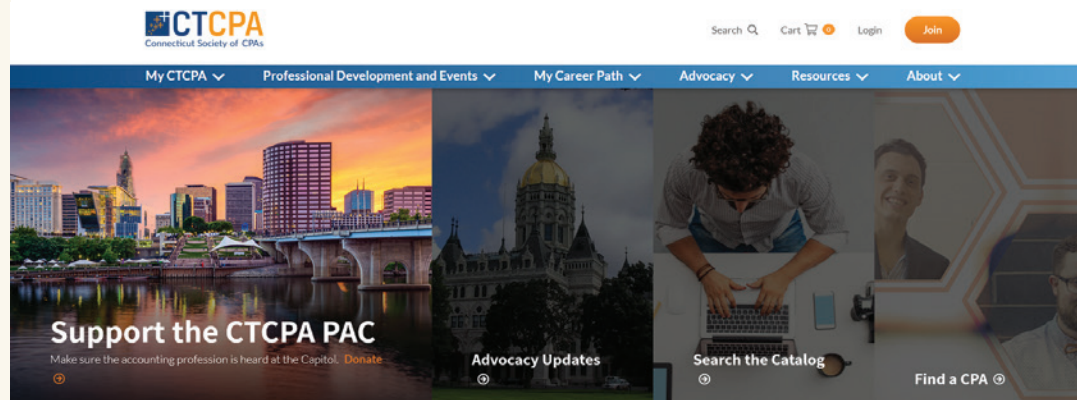 CTCPA
Connecticut Society of CPAs
Search Cart 0 Login Join
My CTCPA Professional Development and Events My Career Path Advocacy Resources About
Support the CTCPA PAC
Make sure the accounting profession is heard at the Capitol. Donate
Advocacy Updates
Search the Catalog
Find a CPA